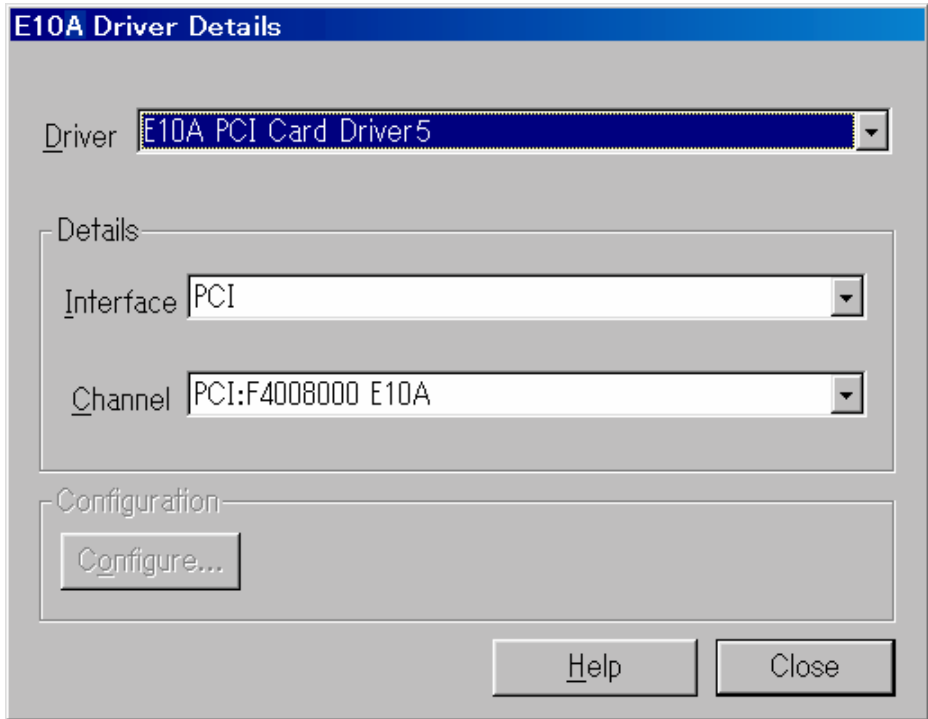 E10A Driver Details
Driver E10A PCI Card Driver5
Details
Interface PCI
Channel PCI:F4008000 E10A
Configuration
Configure...
Help Close